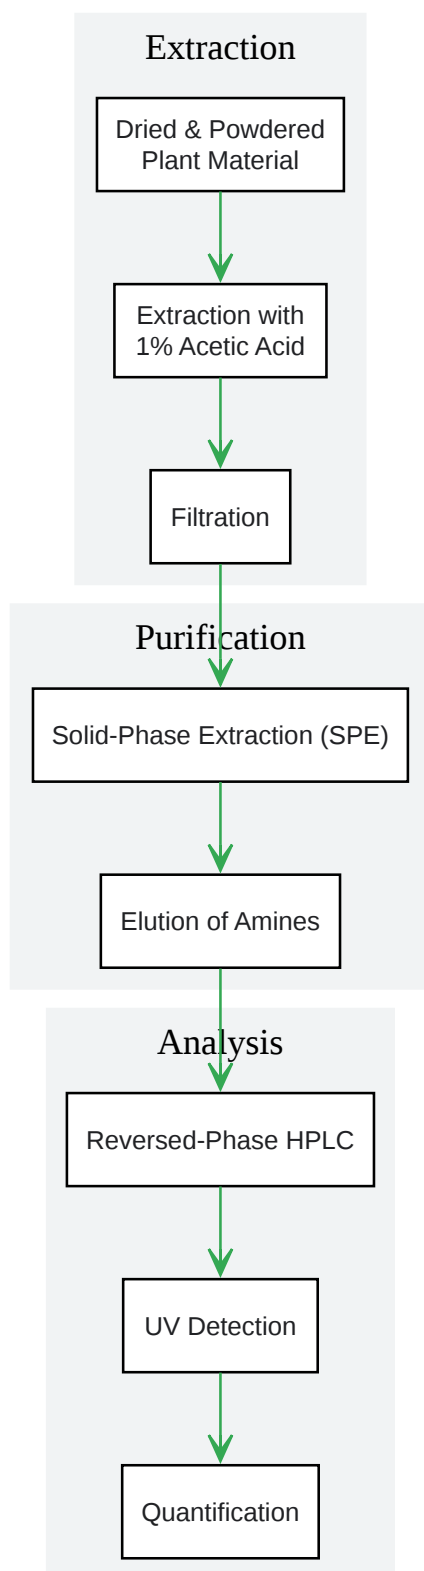 Extraction
Dried & Powdered
Plant Material
Extraction with
1% Acetic Acid
Filtration
Purification
Solid-Phase Extraction (SPE)
Elution of Amines
Analysis
Reversed-Phase HPLC
UV Detection
Quantification